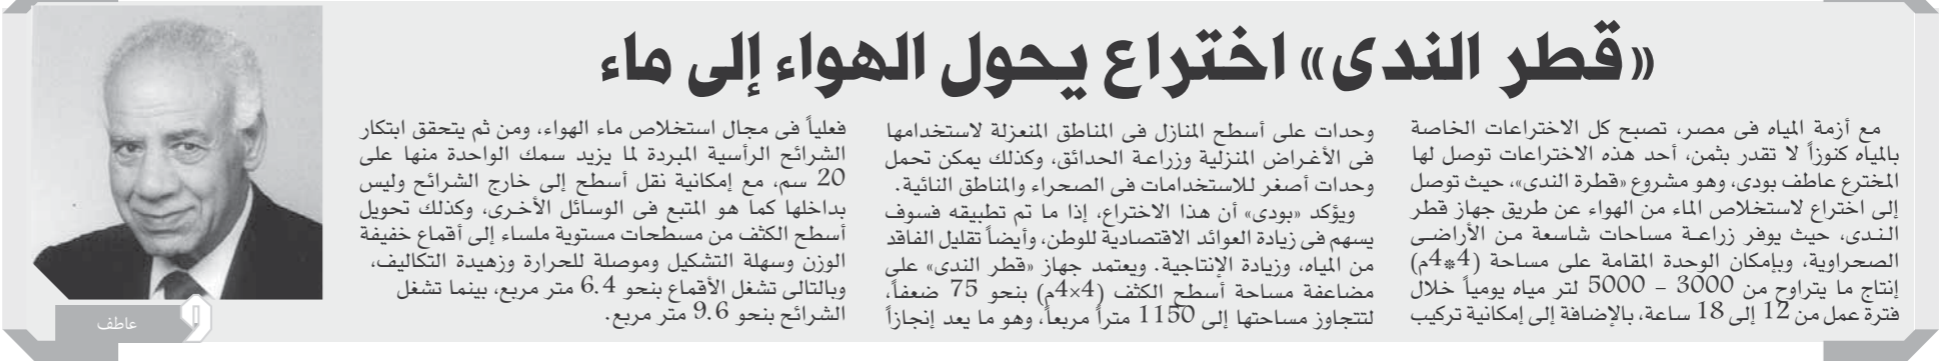 «قطر الندى» اختراع يحول الهواء إلى ماء
مع أزمة المياه فى مصر، تصبح كل الاختراعات الخاصة
بالمياه كنوزاً لا تقدر بثمن، أحد هذه الاختراعات توصل لها
المخترع عاطف بودى، وهو مشروع «قطرة الندى»، حيث توصل
إلى اختراع لاستخلاص الماء من الهواء عن طريق جهاز قطر
الندى، حيث يوفر زراعة مساحات شاسعة من الأراضى
الصحراوية، وبإمكان الوحدة المقامة على مساحة (4*4م)
إنتاج ما يتراوح من 3000 – 5000 لتر مياه يومياً خلال
فترة عمل من 12 إلى 18 ساعة، بالإضافة إلى إمكانية تركيب
وحدات على أسطح المنازل فى المناطق المنعزلة لاستخدامها
فى الأغراض المنزلية وزراعة الحدائق، وكذلك يمكن تحمل
وحدات أصغر للاستخدامات فى الصحراء والمناطق النائية.
ويؤكد «بودى» أن هذا الاختراع، إذا ما تم تطبيقه فسوف
يسهم فى زيادة العوائد الاقتصادية للوطن، وأيضاً تقليل الفاقد
من المياه، وزيادة الإنتاجية. ويعتمد جهاز «قطر الندى» على
مضاعفة مساحة أسطح الكثف (4×4م) بنحو 75 ضعفاً،
لتتجاوز مساحتها إلى 1150 متراً مربعاً، وهو ما يعد إنجازاً
فعلياً فى مجال استخلاص ماء الهواء، ومن ثم يتحقق ابتكار
الشرائح الرأسية المبردة لما يزيد سمك الواحدة منها على
20 سم، مع إمكانية نقل أسطح إلى خارج الشرائح وليس
بداخلها كما هو المتبع فى الوسائل الأخرى، وكذلك تحويل
أسطح الكثف من مسطحات مستوية ملساء إلى أقماع خفيفة
الوزن وسهلة التشكيل وموصلة للحرارة وزهيدة التكاليف،
وبالتالى تشغل الأقماع بنحو 6.4 متر مربع، بينما تشغل
الشرائح بنحو 9.6 متر مربع.
عاطف